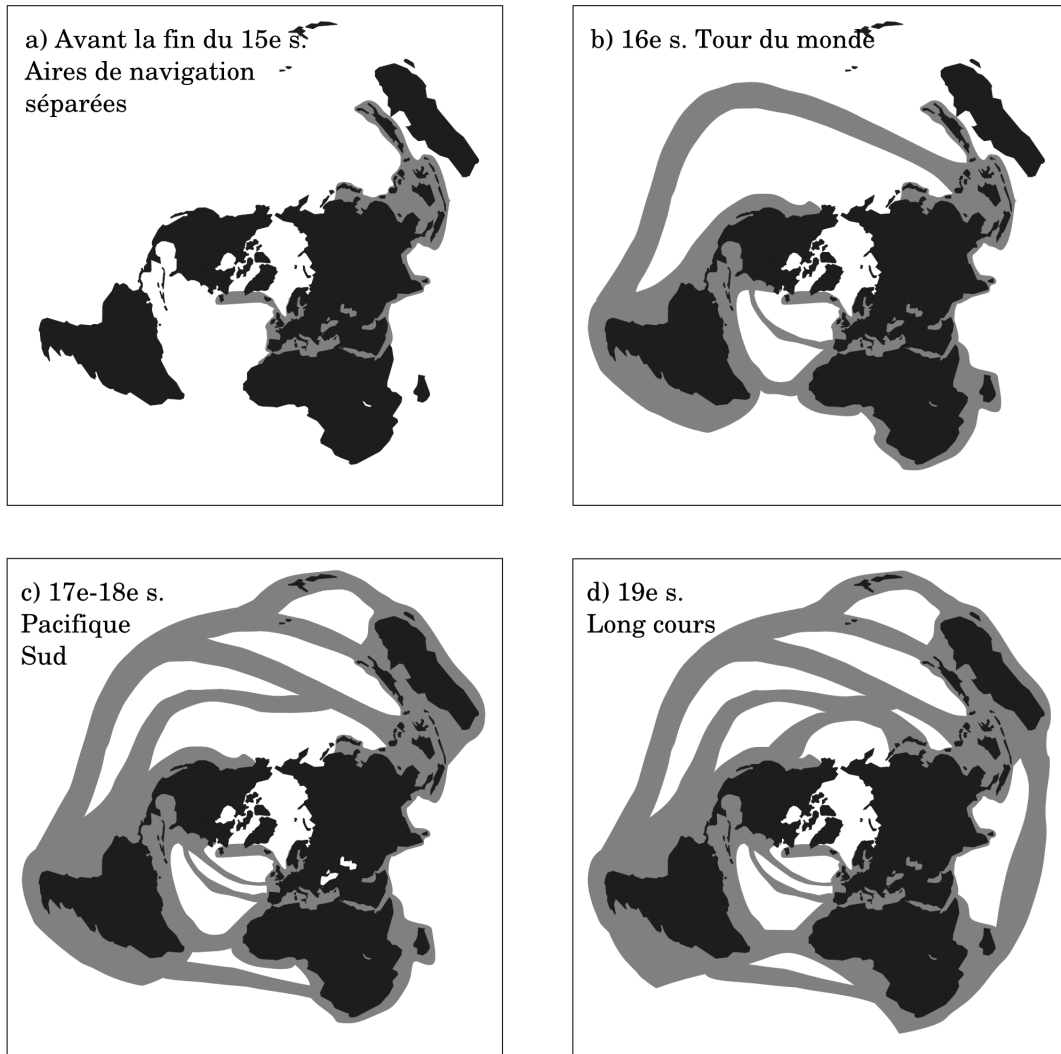 a) Avant la fin du 15e s.
Aires de navigation
séparées
b) 16e s. Tour du monde
c) 17e-18e s.
Pacifique
Sud
d) 19e s.
Long cours